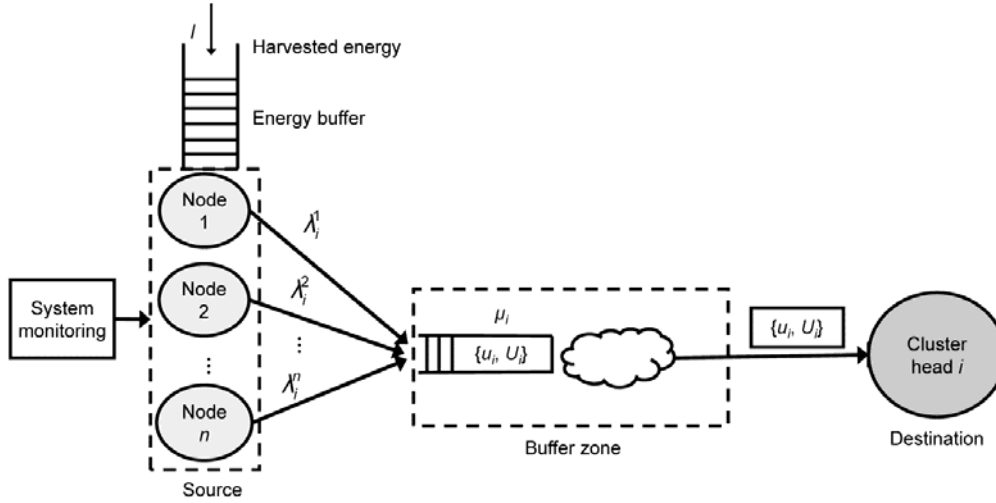 I
Harvested energy
Energy buffer
Node
1
λ_i^1
System
monitoring
Node
2
λ_i^2
...
...
Node
n
λ_i^n
Source
μ_i
{u_i, U_i}
Buffer zone
{u_i, U_i}
Cluster
head i
Destination